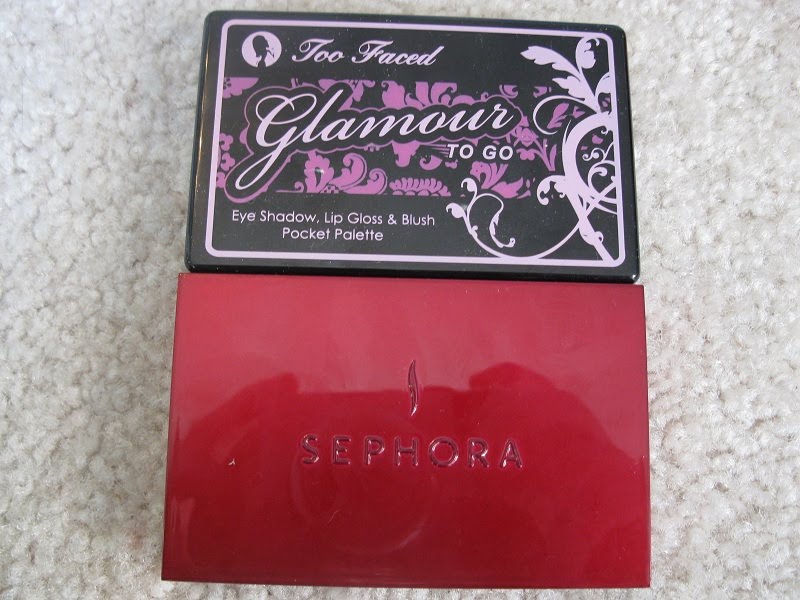 Too Faced
Glamour
TO GO
Eye Shadow, Lip Gloss & Blush
Pocket Palette
SEPHORA